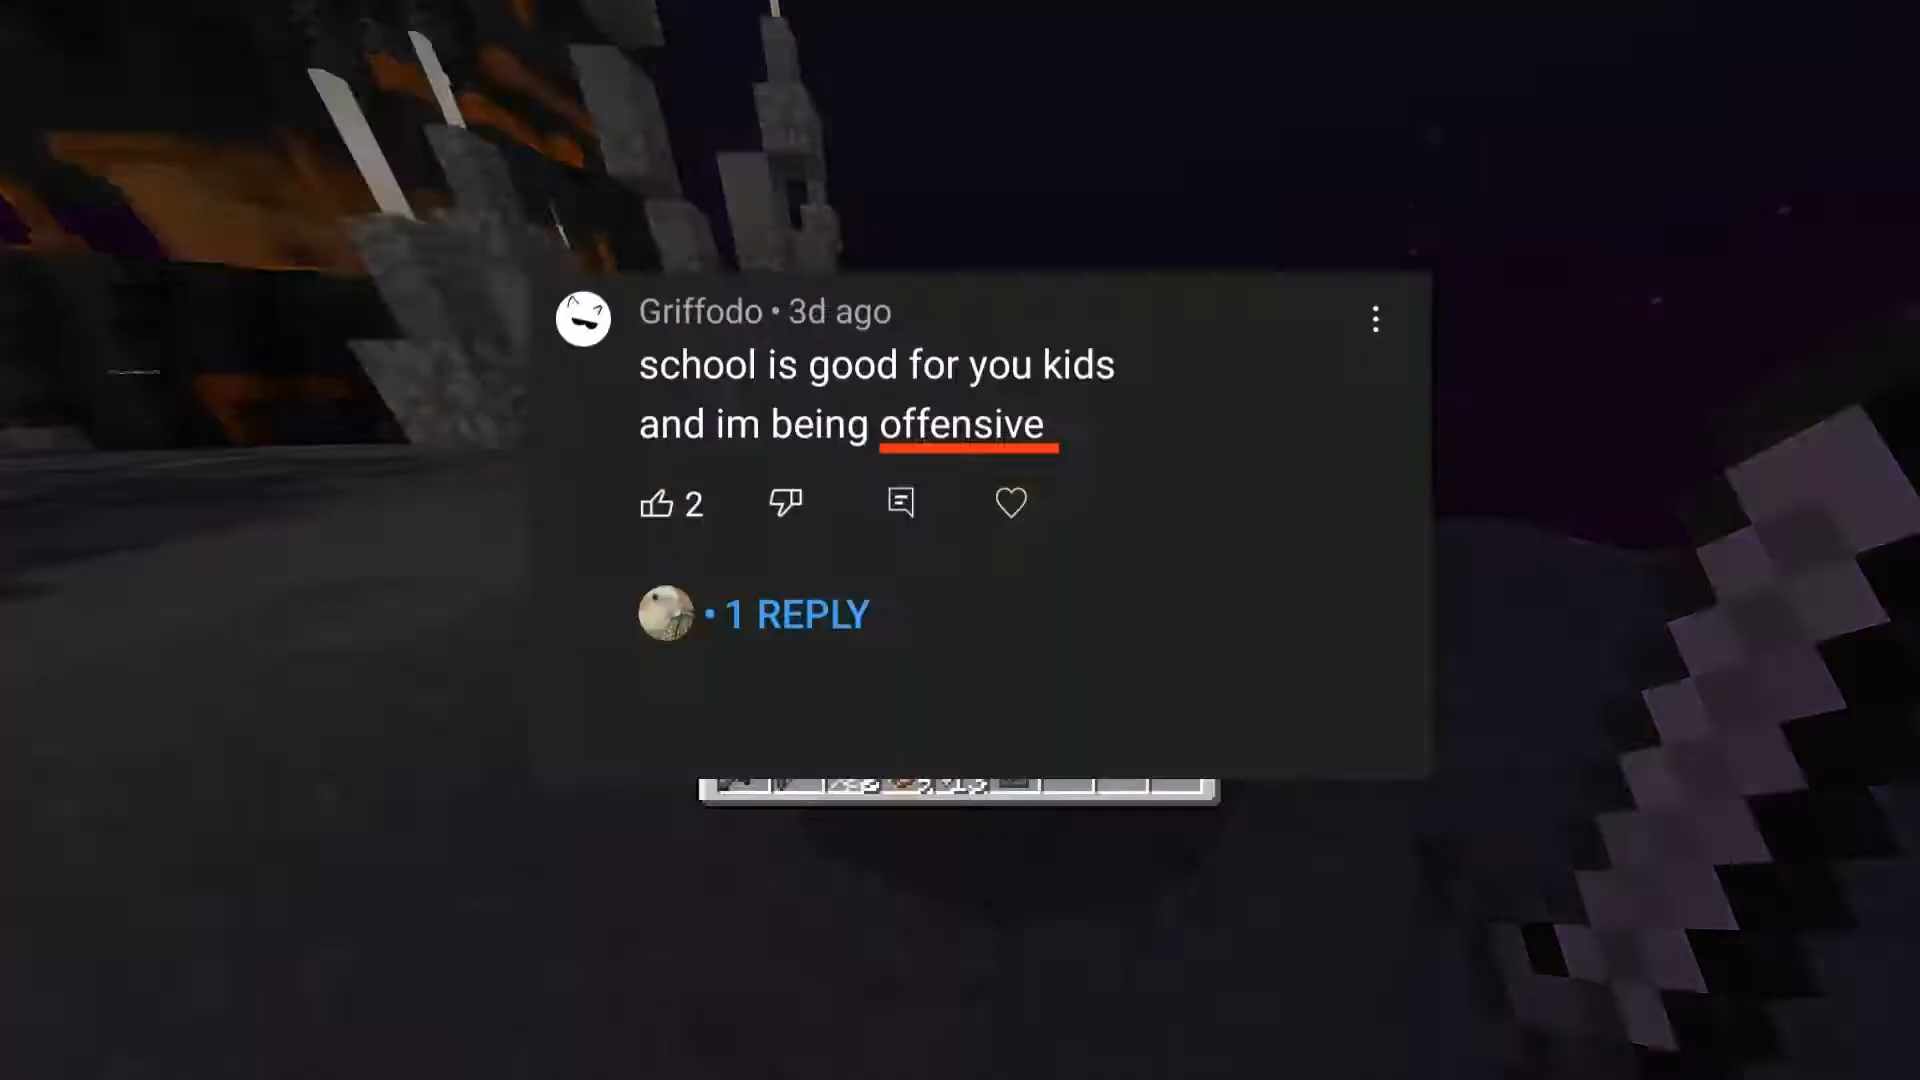 Griffodo • 3d ago
school is good for you kids
and im being offensive
2
• 1 REPLY